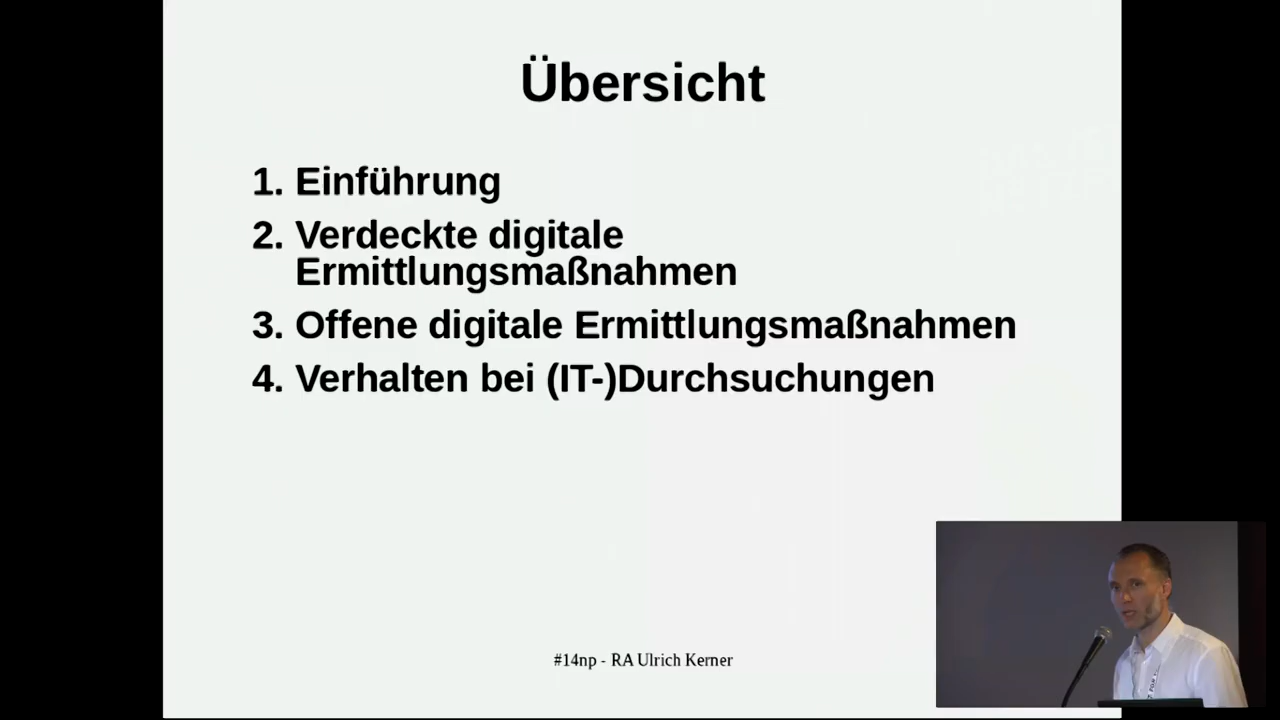 Übersicht
1. Einführung
2. Verdeckte digitale
Ermittlungsmaßnahmen
3. Offene digitale Ermittlungsmaßnahmen
4. Verhalten bei (IT-)Durchsuchungen
#14np - RA Ulrich Kerner